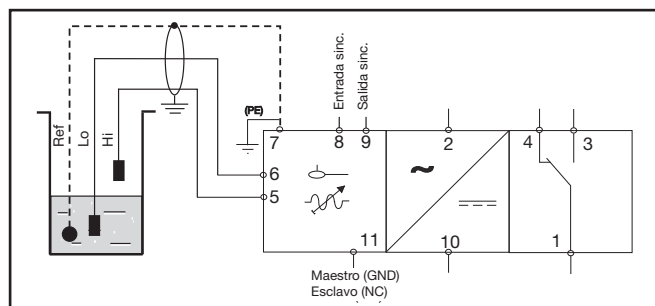 Ref
Lo
Hi
(PE)
Entrada sinc.
Salida sinc.
7
8
9
2
4
3
6
5
11
10
1
Maestro (GND)
Esclavo (NC)